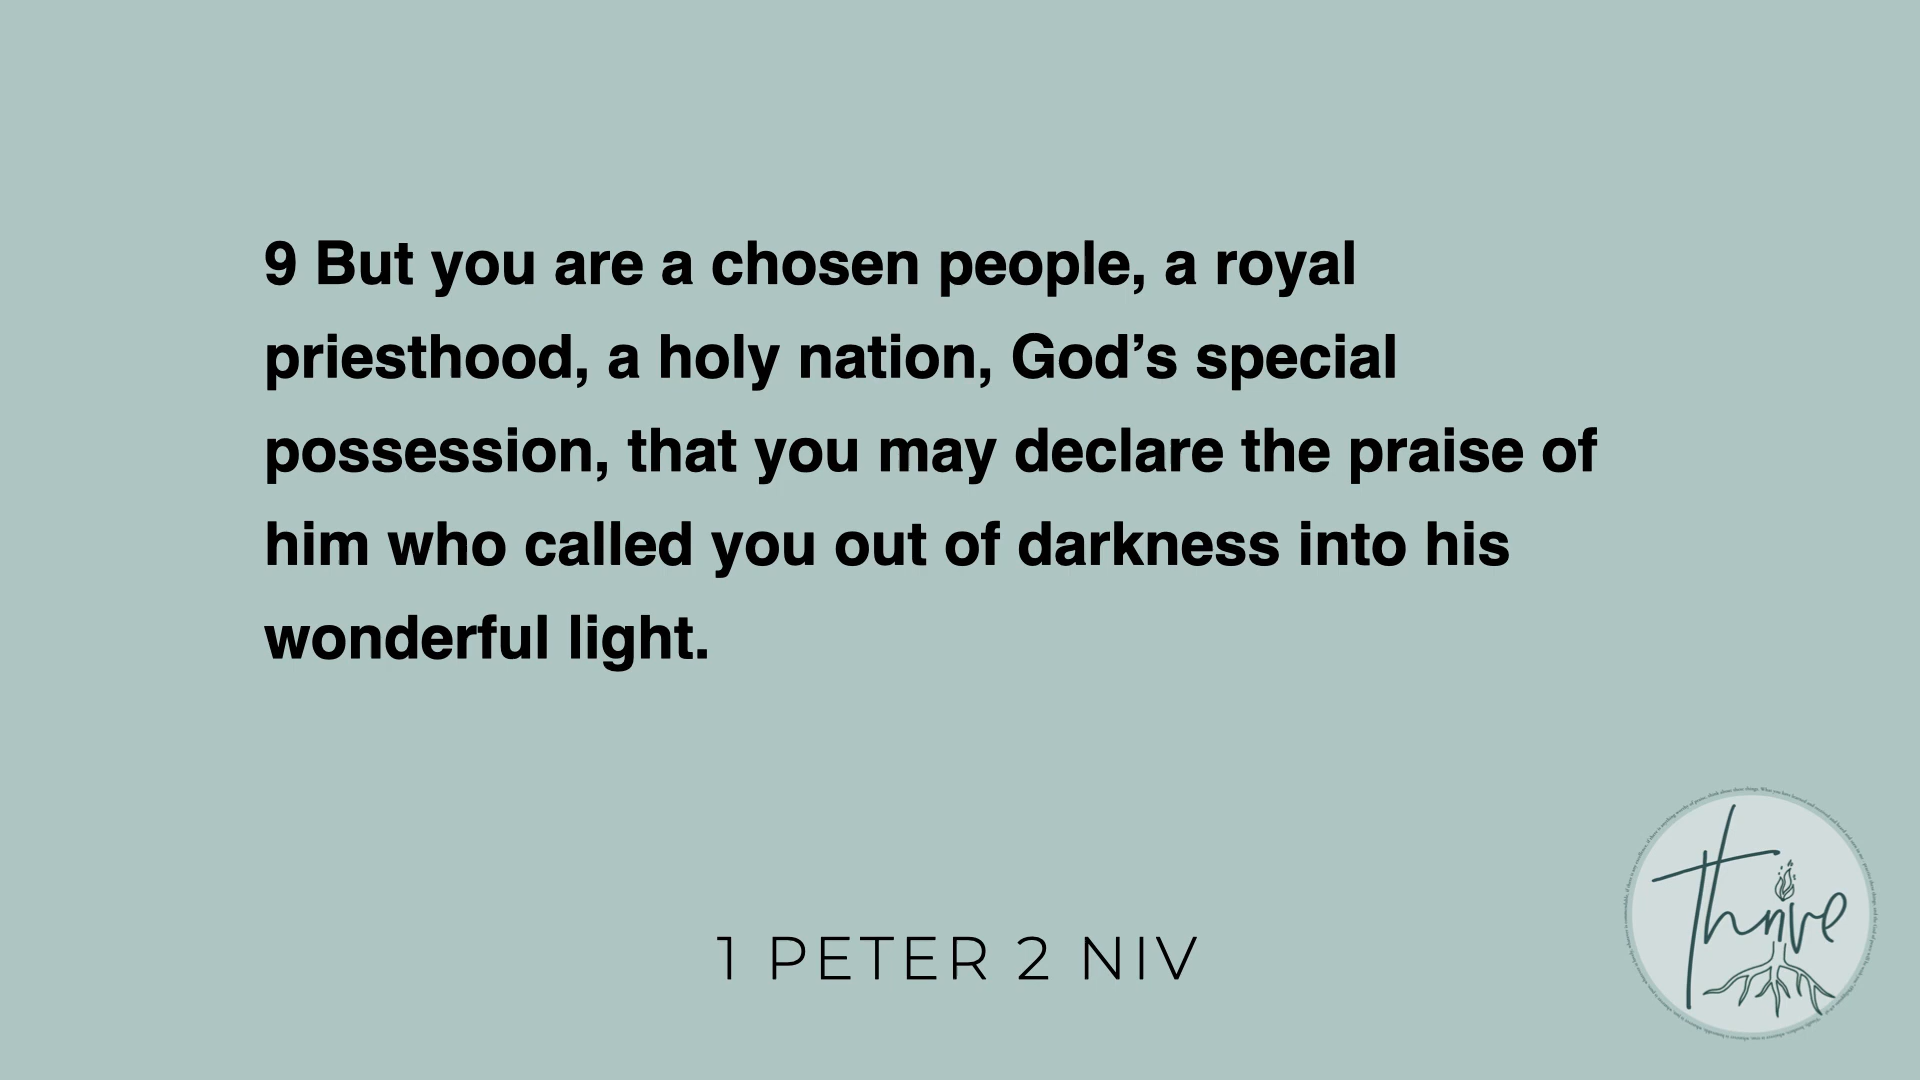 9 But you are a chosen people, a royal
priesthood, a holy nation, God’s special
possession, that you may declare the praise of
him who called you out of darkness into his
wonderful light.
1 PETER 2 NIV
thrive